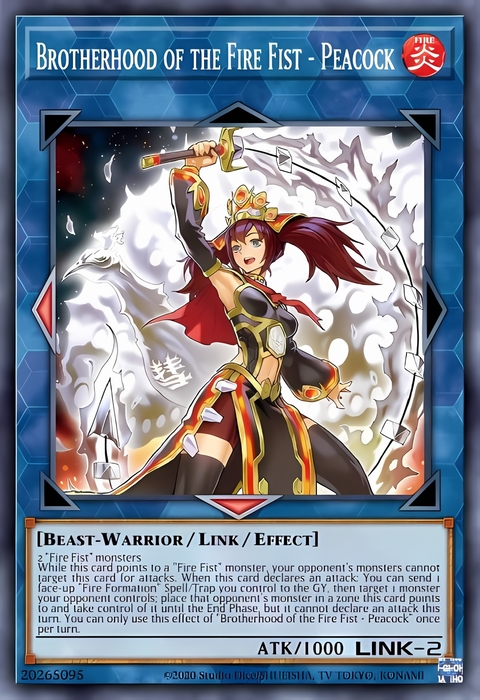 BROTHERHOOD OF THE FIRE FIST - PEACOCK
FIRE
炎
[BEAST-WARRIOR / LINK / EFFECT]
2 "Fire Fist" monsters
While this card points to a "Fire Fist" monster, your opponent's monsters cannot
target this card for attacks. When this card declares an attack: You can send 1
face-up "Fire Formation" Spell/Trap you control to the GY, then target 1 monster
your opponent controls; place that opponent's monster in a zone this card points
to and take control of it until the End Phase, but it cannot declare an attack this
turn. You can only use this effect of "Brotherhood of the Fire Fist - Peacock" once
per turn.
ATK/1000 LINK-2
20265095
©2020 Studio Dice/SHUEISHA, TV TOKYO, KONAMI